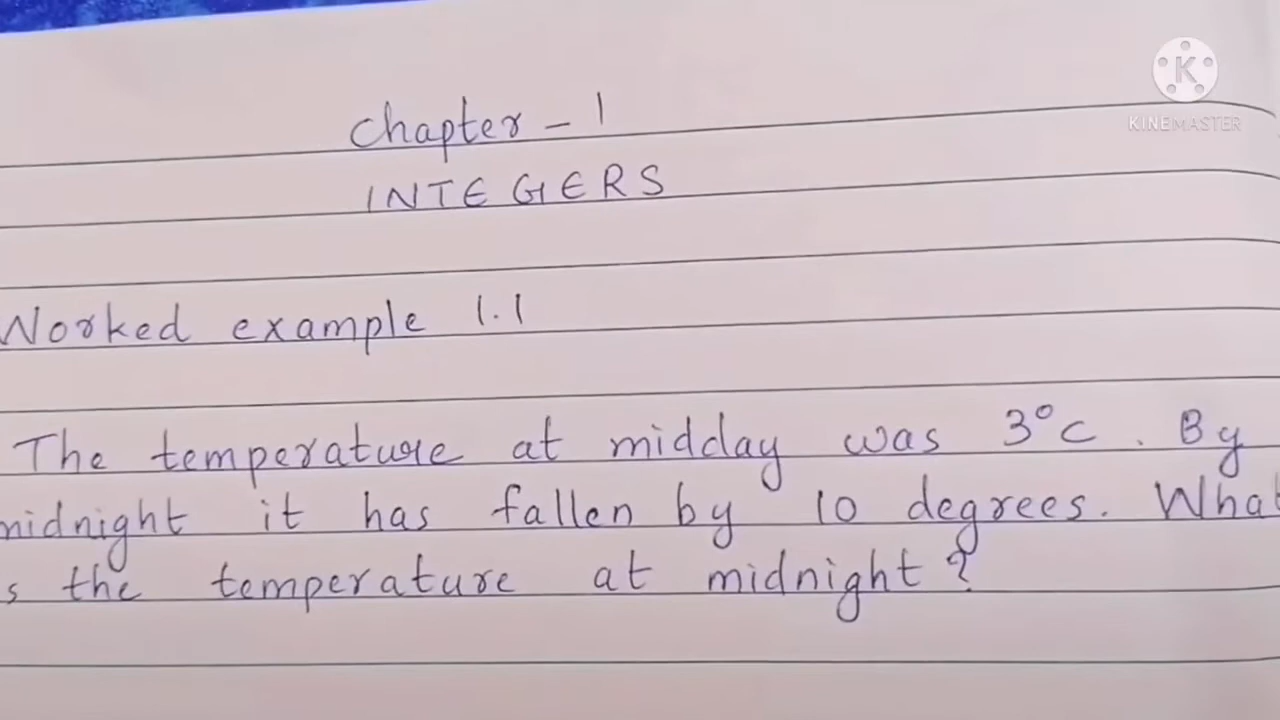 K
KINEMASTER
Chapter - 1
INTEGERS
Worked example 1.1
The temperature at midday was 3°C. By
midnight it has fallen by 10 degrees. What
is the temperature at midnight?